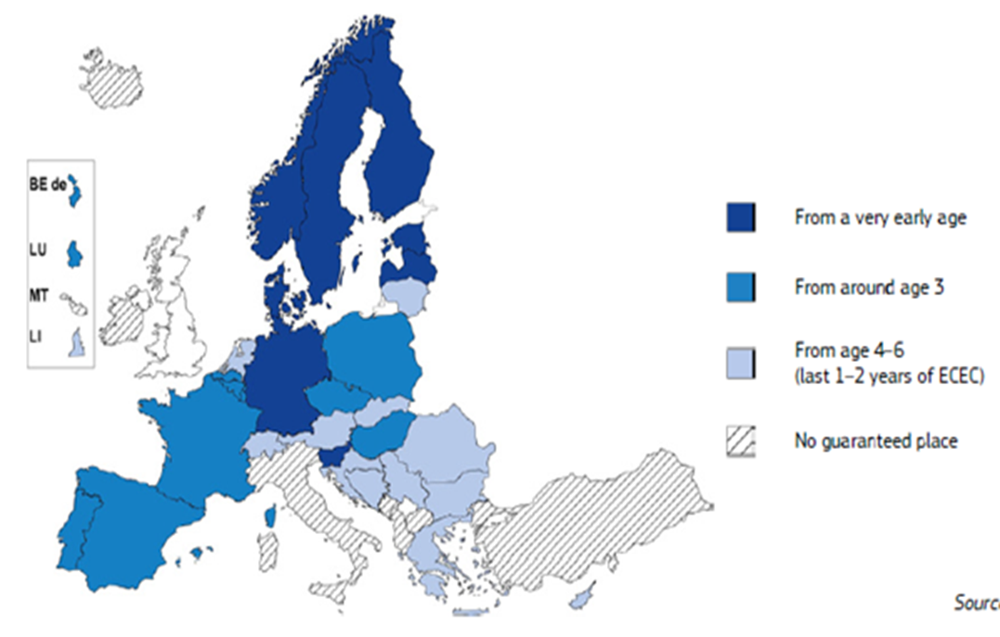 BE de
LU
MT
LI
From a very early age
From around age 3
From age 4–6
(last 1–2 years of ECEC)
No guaranteed place